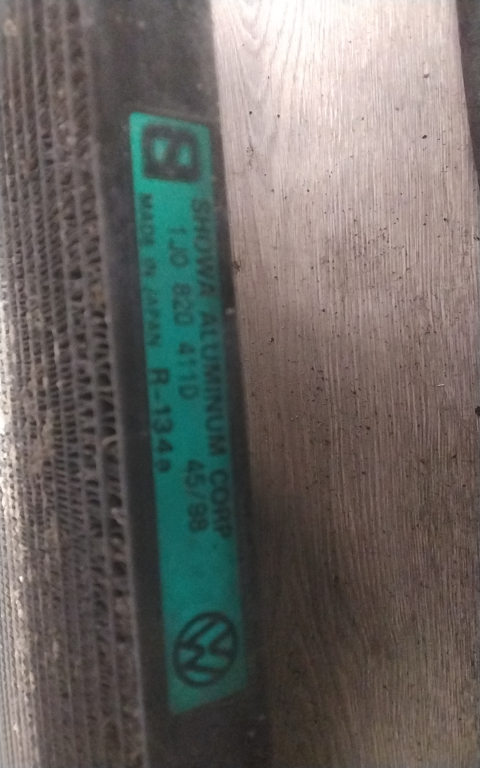 SHOWA ALUMINUM CORP.
1J0 820 411D 45/98
MADE IN JAPAN R-134a